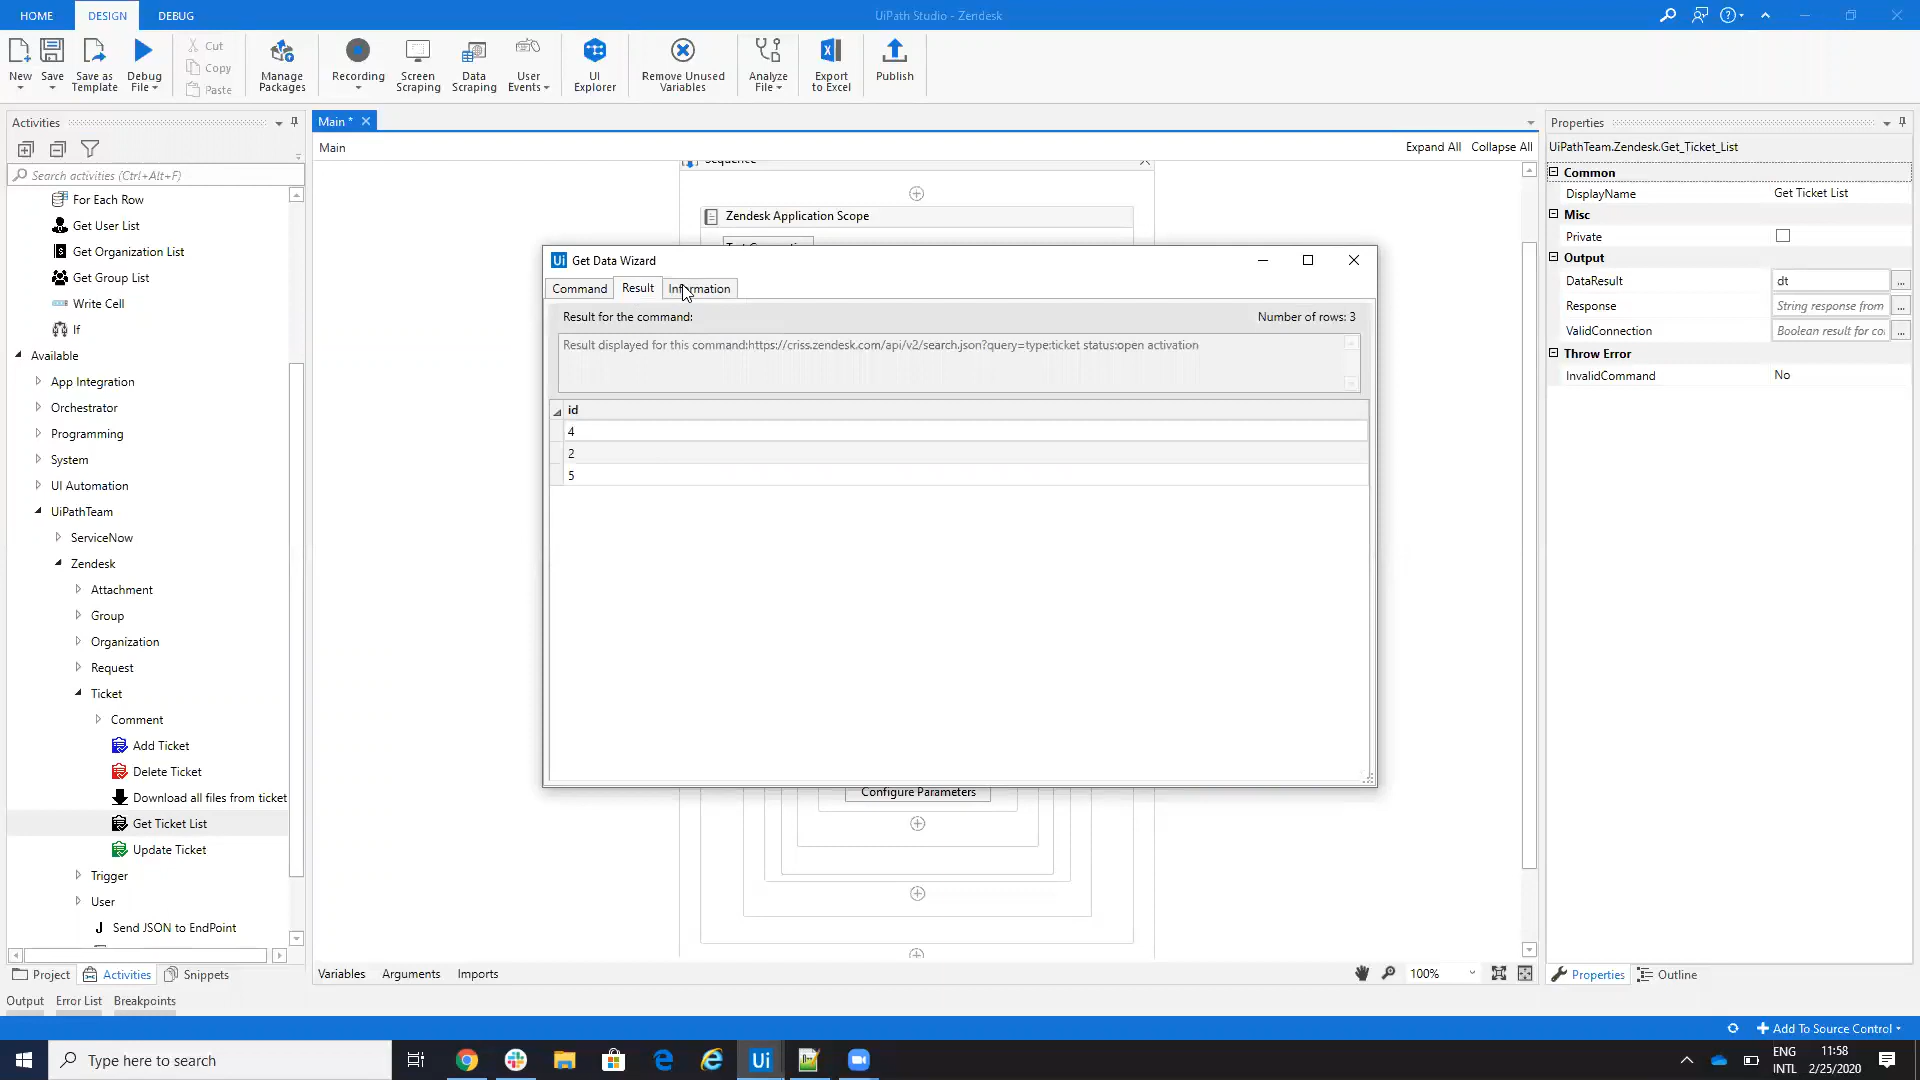 HOME DESIGN DEBUG
UiPath Studio - Zendesk
New
Save
Save as Template
Debug File
Cut
Copy
Paste
Manage Packages
Recording
Screen Scraping
Data Scraping
User Events
UI Explorer
Remove Unused Variables
Analyze File
Export to Excel
Publish
Activities
Search activities (Ctrl+Alt+F)
For Each Row
Get User List
Get Organization List
Get Group List
Write Cell
If
Available
App Integration
Orchestrator
Programming
System
UI Automation
UiPathTeam
ServiceNow
Zendesk
Attachment
Group
Organization
Request
Ticket
Comment
Add Ticket
Delete Ticket
Download all files from ticket
Get Ticket List
Update Ticket
Trigger
User
J Send JSON to EndPoint
Project Activities Snippets
Output Error List Breakpoints
Main *
Main
Expand All Collapse All
Sequence
Zendesk Application Scope
Ui Get Data Wizard
Command Result Information
Result for the command:
Number of rows: 3
Result displayed for this command:https://criss.zendesk.com/api/v2/search.json?query=type:ticket status:open activation
id
4
2
5
Configure Parameters
Variables Arguments Imports
100%
Properties
UiPathTeam.Zendesk.Get_Ticket_List
Common
DisplayName Get Ticket List
Misc
Private
Output
DataResult dt ...
Response String response from ...
ValidConnection Boolean result for co ...
Throw Error
InvalidCommand No
Properties Outline
Add To Source Control
Type here to search
Ui
ENG
INTL
11:58
2/25/2020